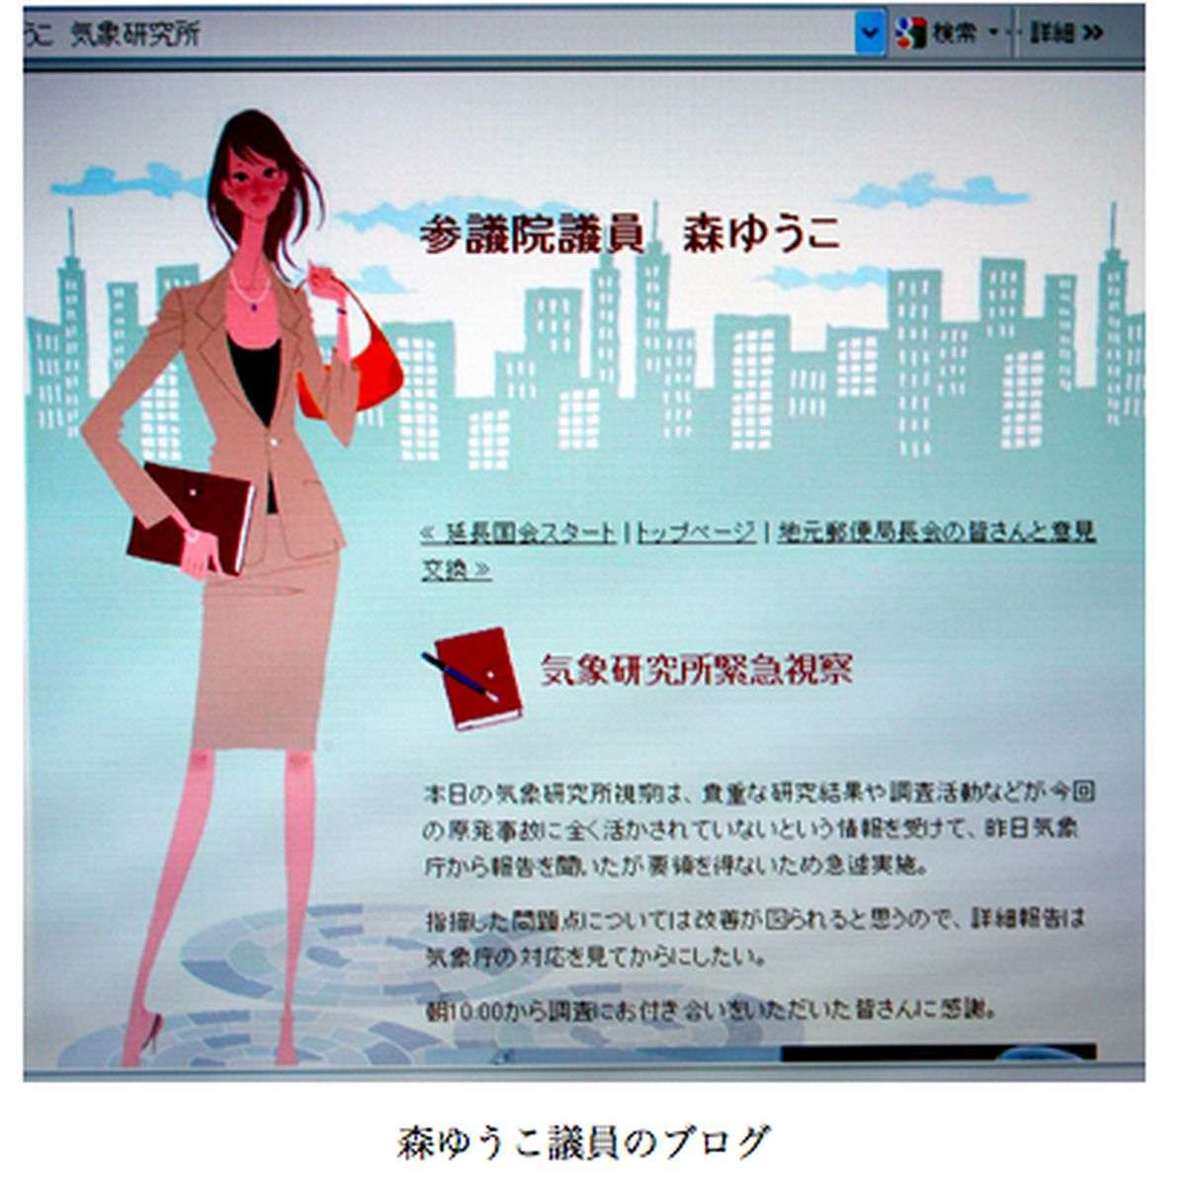 うこ 気象研究所
検索
詳細 »
参議院議員 森ゆうこ
« 延長国会スタート | トップページ | 地元郵便局長会の皆さんと意見
交換 »
気象研究所緊急視察
本日の気象研究所視察は、貴重な研究結果や調査活動などが今回
の原発事故に全く活かされていないという情報を受けて、昨日気象
庁から報告を聞いたが要領を得ないため急遽実施。
指摘した問題点については改善が図られると思うので、詳細報告は
気象庁の対応を見てからにしたい。
朝10:00から調査にお付き合いをいただいた皆さんに感謝。
森ゆうこ議員のブログ